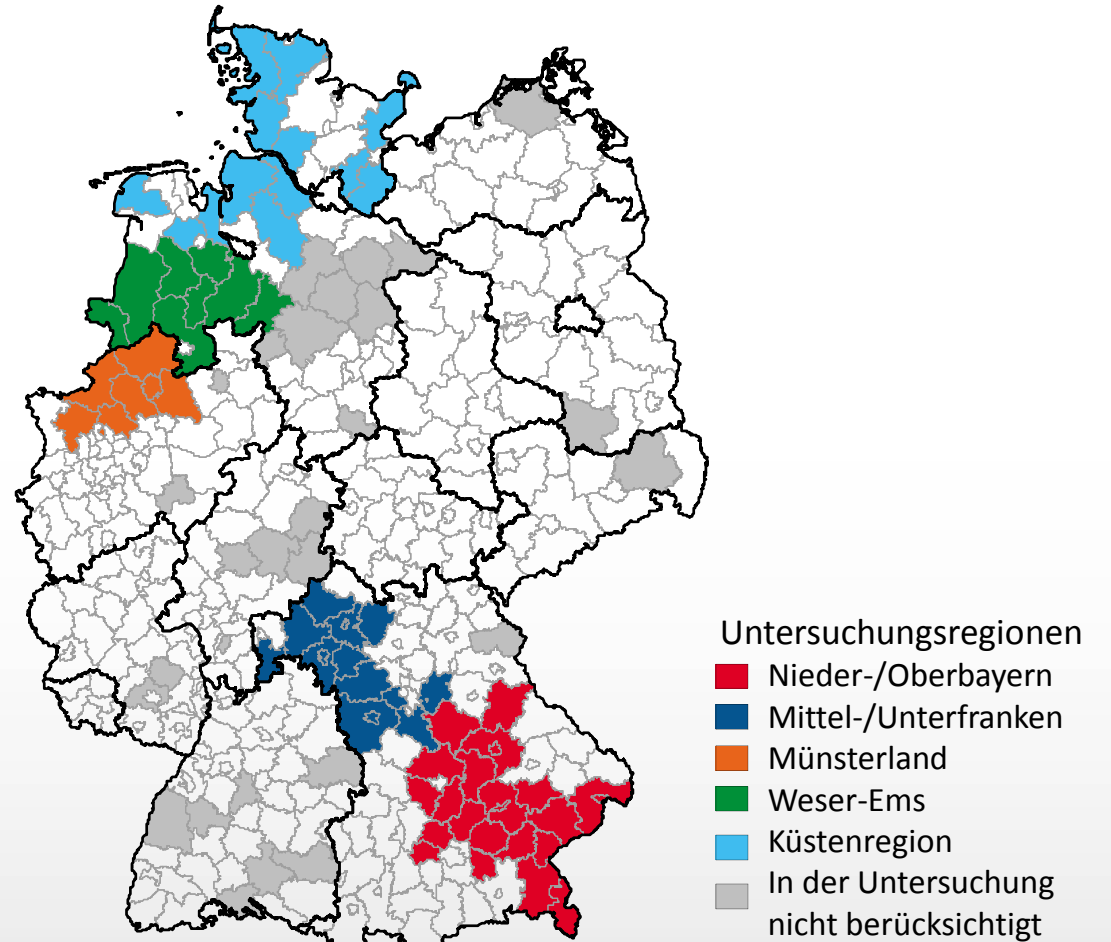 Untersuchungsregionen
Nieder-/Oberbayern
Mittel-/Unterfranken
Münsterland
Weser-Ems
Küstenregion
In der Untersuchung
nicht berücksichtigt